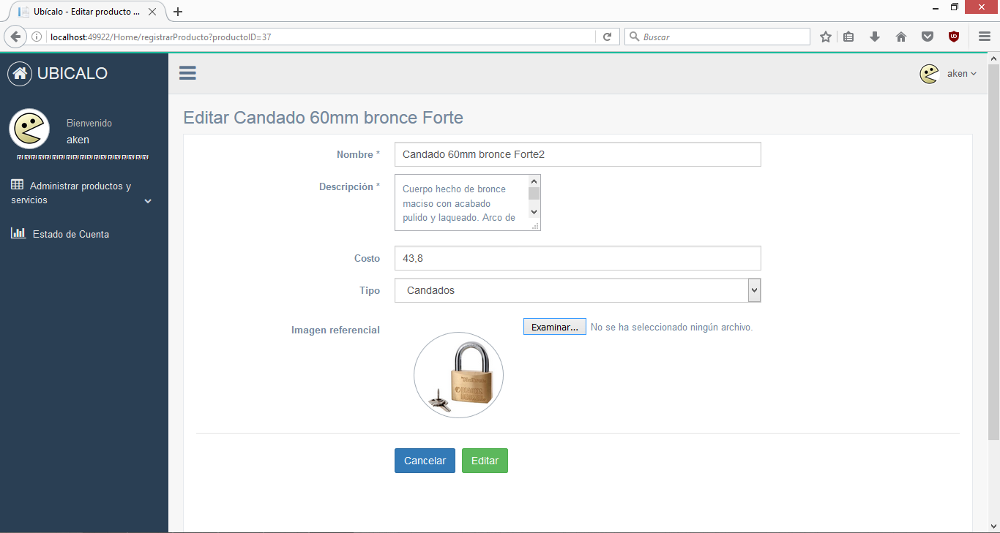 Ubícalo - Editar producto ...
localhost:49922/Home/registrarProducto?productoID=37
Buscar
UBICALO
aken
Bienvenido
aken
Administrar productos y
servicios
Estado de Cuenta
Editar Candado 60mm bronce Forte
Nombre *
Candado 60mm bronce Forte2
Descripción *
Cuerpo hecho de bronce
maciso con acabado
pulido y laqueado. Arco de
Costo
43,8
Tipo
Candados
Imagen referencial
Examinar...
No se ha seleccionado ningún archivo.
Cancelar
Editar